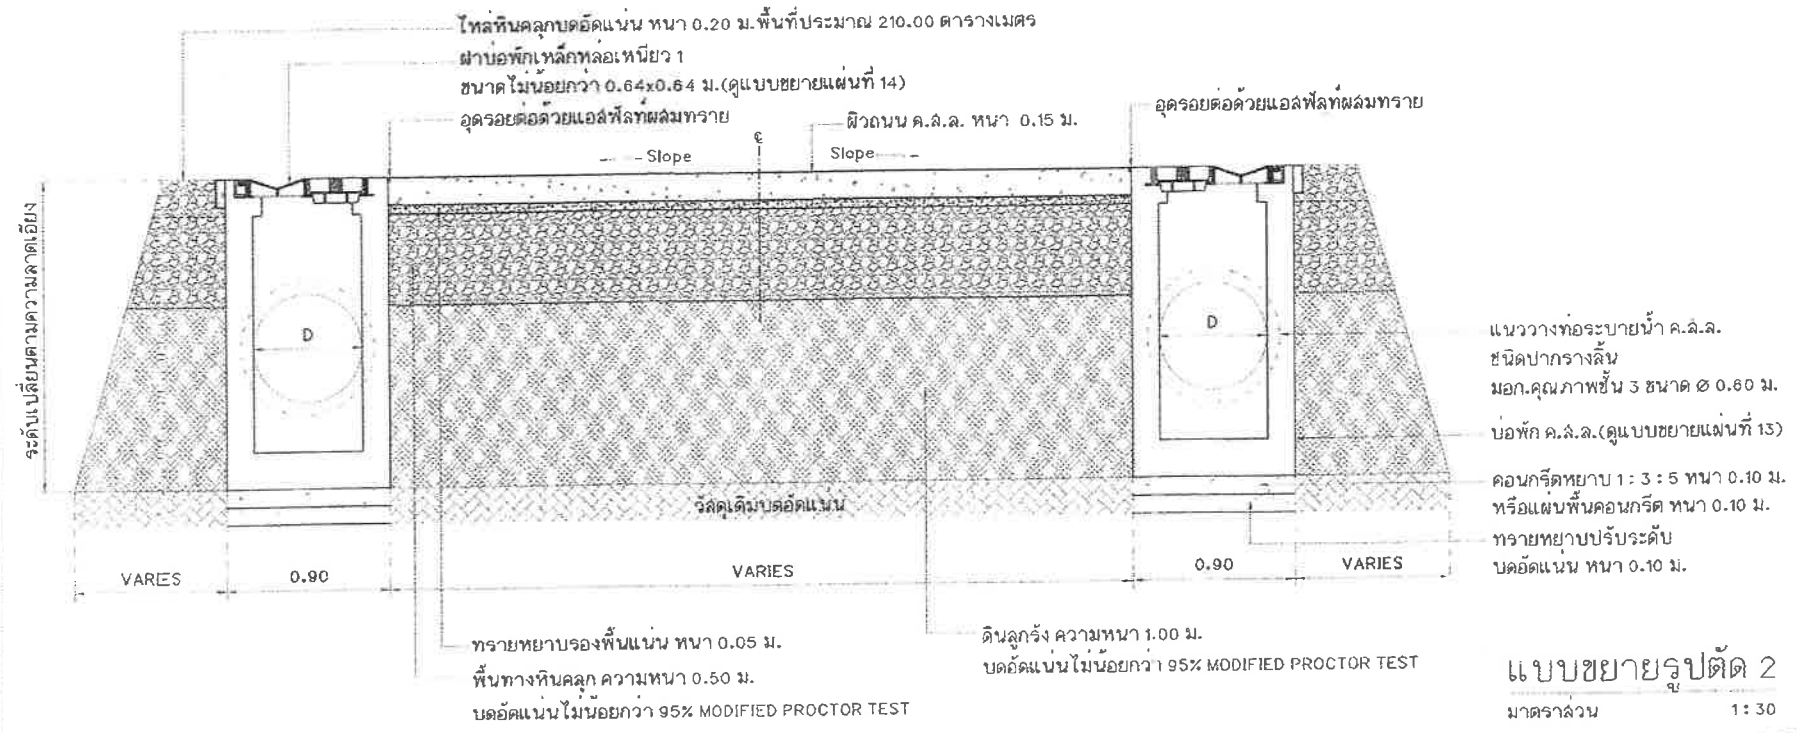 ไหล่หินคลุกบดอัดแน่น หนา 0.20 ม.พื้นที่ประมาณ 210.00 ตารางเมตร
ฝาบ่อพักเหล็กหล่อเหนียว 1
ขนาดไม่น้อยกว่า 0.64x0.64 ม.(ดูแบบขยายแผ่นที่ 14)
อุดรอยต่อด้วยแอสฟัลท์ผสมทราย
ผิวถนน ค.ส.ล. หนา 0.15 ม.
อุดรอยต่อด้วยแอสฟัลท์ผสมทราย
Slope
Slope
ระดับเปลี่ยนตามความลาดเอียง
D
D
แนววางท่อระบายน้ำ ค.ส.ล.
ชนิดปากรางลิ้น
มอก.คุณภาพชั้น 3 ขนาด Ø 0.60 ม.
บ่อพัก ค.ส.ล.(ดูแบบขยายแผ่นที่ 13)
คอนกรีตหยาบ 1 : 3 : 5 หนา 0.10 ม.
หรือแผ่นพื้นคอนกรีต หนา 0.10 ม.
ทรายหยาบปรับระดับ
บดอัดแน่น หนา 0.10 ม.
วัสดุเดิมบดอัดแน่น
VARIES
0.90
VARIES
0.90
VARIES
ทรายหยาบรองพื้นแน่น หนา 0.05 ม.
พื้นทางหินคลุก ความหนา 0.50 ม.
บดอัดแน่นไม่น้อยกว่า 95% MODIFIED PROCTOR TEST
ดินลูกรัง ความหนา 1.00 ม.
บดอัดแน่นไม่น้อยกว่า 95% MODIFIED PROCTOR TEST
แบบขยายรูปตัด 2
มาตราส่วน 1 : 30